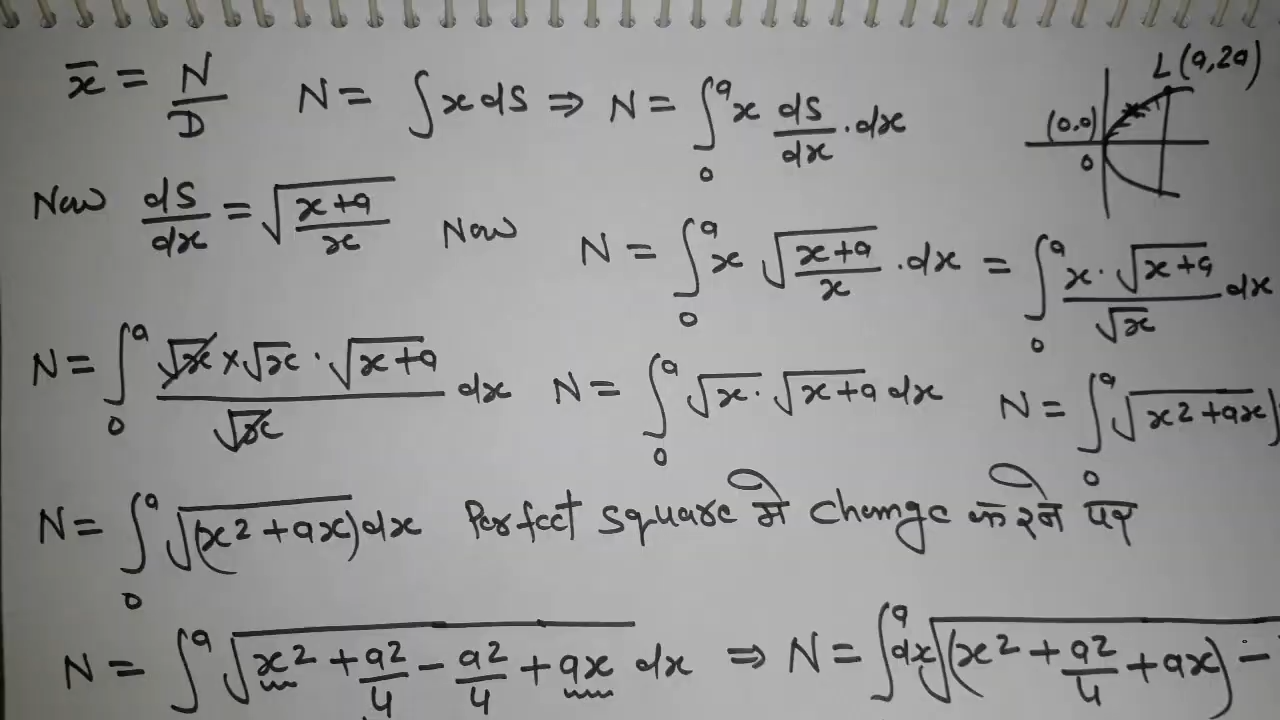 x̄ = N/D N = ∫x ds ⇒ N = ∫₀ᵃ x ds/dx .dx
L(a,2a)
(0,0)
0
Now ds/dx = √((x+a)/x) Now N = ∫₀ᵃ x √((x+a)/x) .dx = ∫₀ᵃ (x.√(x+a))/√x dx
N = ∫₀ᵃ (√x × √x . √(x+a))/√x dx N = ∫₀ᵃ √x. √(x+a) dx N = ∫₀ᵃ √(x²+ax)
N = ∫₀ᵃ √(x²+ax) dx Perfect square में change करने पर
N = ∫ᵃ √(x² + a²/4 − a²/4 + ax) dx ⇒ N = ∫ᵃ dx √((x² + a²/4 + ax) −